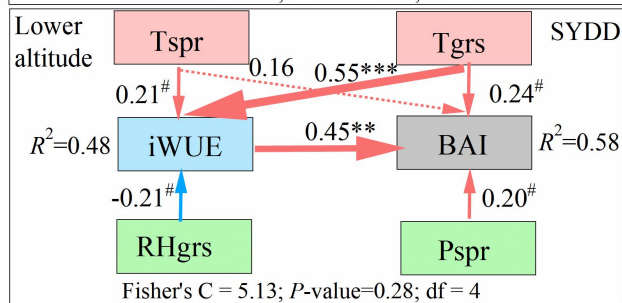 Lower
altitude
Tspr
Tgrs
SYDD
0.16
0.55***
0.21#
0.24#
R²=0.48
iWUE
0.45**
BAI
R²=0.58
-0.21#
0.20#
RHgrs
Pspr
Fisher's C = 5.13; P-value=0.28; df = 4